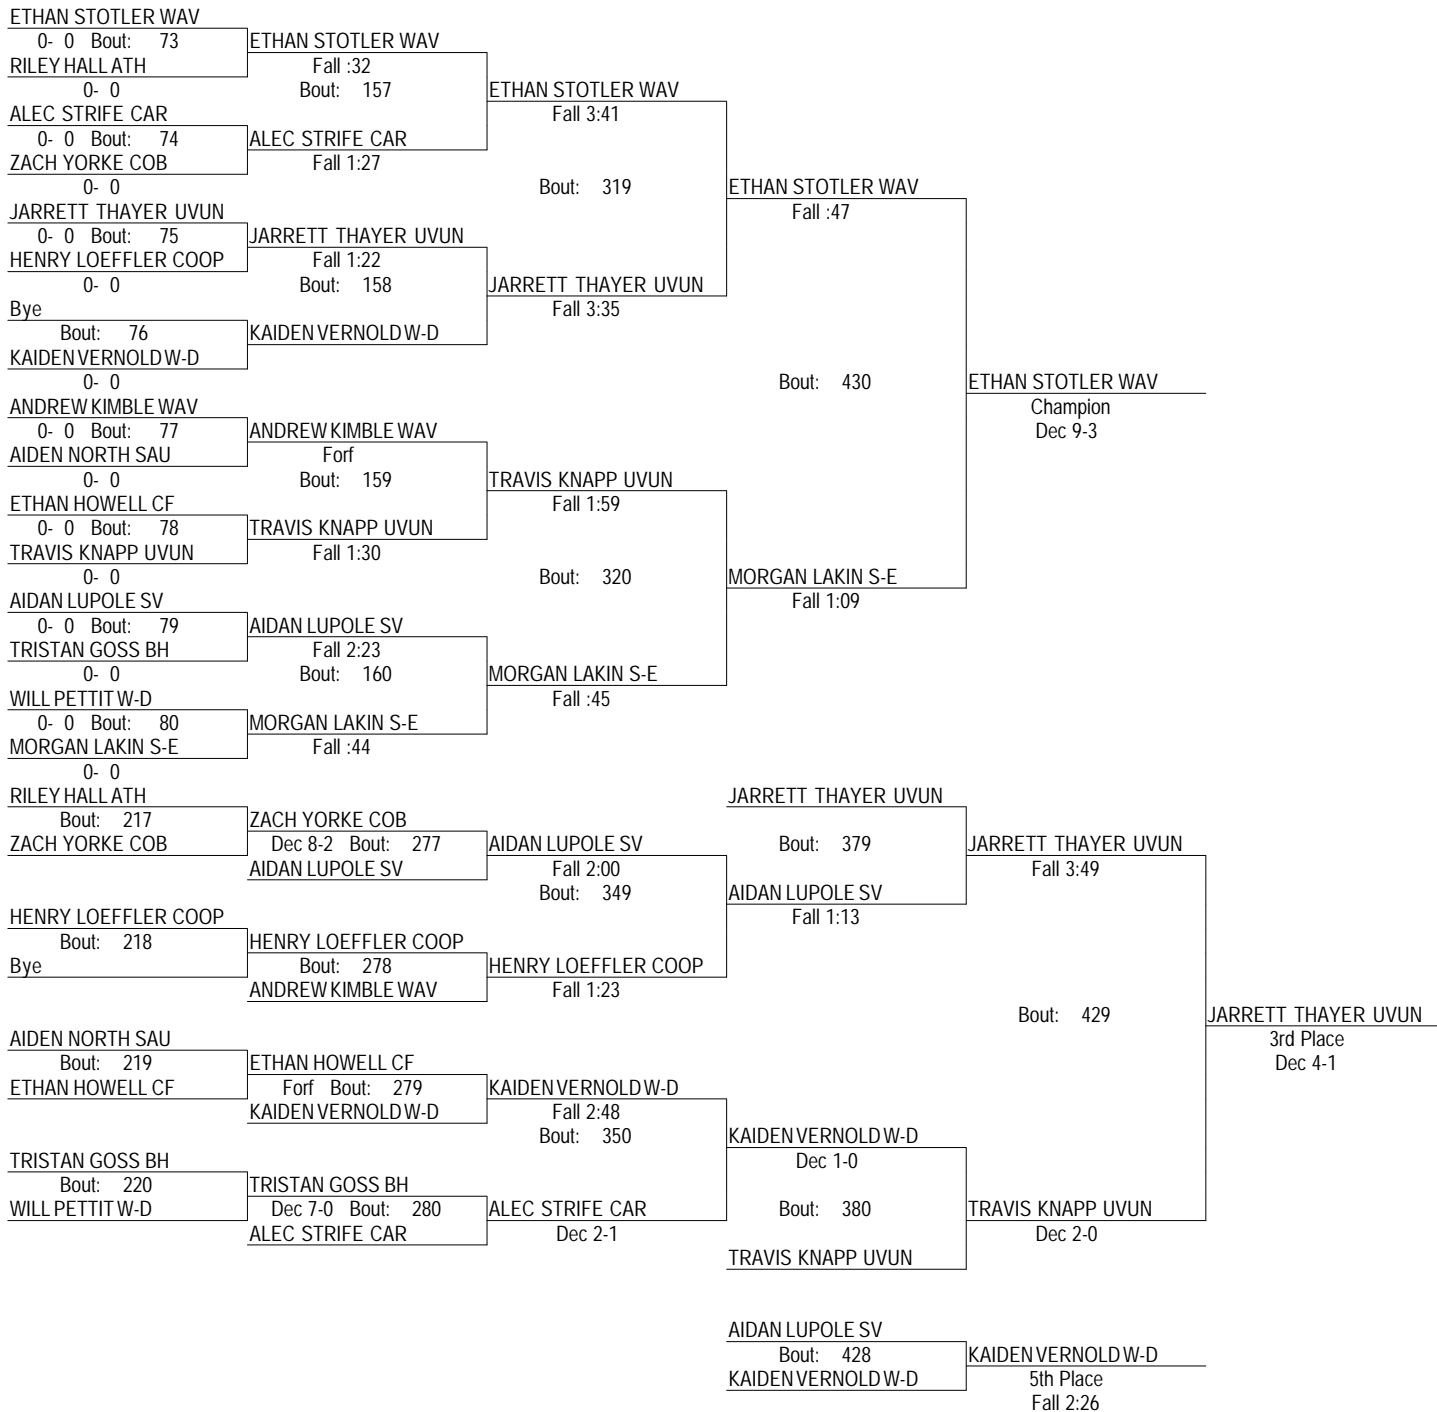 ETHAN STOTLER WAV
0- 0 Bout: 73 ETHAN STOTLER WAV
RILEY HALL ATH Fall :32
0- 0 Bout: 157 ETHAN STOTLER WAV
ALEC STRIFE CAR Fall 3:41
0- 0 Bout: 74 ALEC STRIFE CAR
ZACH YORKE COB Fall 1:27
0- 0 Bout: 319 ETHAN STOTLER WAV
JARRETT THAYER UVUN Fall :47
0- 0 Bout: 75 JARRETT THAYER UVUN
HENRY LOEFFLER COOP Fall 1:22
0- 0 Bout: 158 JARRETT THAYER UVUN
Bye Fall 3:35
Bout: 76 KAIDEN VERNOLD W-D
KAIDEN VERNOLD W-D
0- 0 Bout: 430 ETHAN STOTLER WAV
ANDREW KIMBLE WAV Champion
0- 0 Bout: 77 ANDREW KIMBLE WAV Dec 9-3
AIDEN NORTH SAU Forf
0- 0 Bout: 159 TRAVIS KNAPP UVUN
ETHAN HOWELL CF Fall 1:59
0- 0 Bout: 78 TRAVIS KNAPP UVUN
TRAVIS KNAPP UVUN Fall 1:30
0- 0 Bout: 320 MORGAN LAKIN S-E
AIDAN LUPOLE SV Fall 1:09
0- 0 Bout: 79 AIDAN LUPOLE SV
TRISTAN GOSS BH Fall 2:23
0- 0 Bout: 160 MORGAN LAKIN S-E
WILL PETTIT W-D Fall :45
0- 0 Bout: 80 MORGAN LAKIN S-E
MORGAN LAKIN S-E Fall :44
0- 0
RILEY HALL ATH JARRETT THAYER UVUN
Bout: 217 ZACH YORKE COB
ZACH YORKE COB Dec 8-2 Bout: 277 AIDAN LUPOLE SV Bout: 379 JARRETT THAYER UVUN
AIDAN LUPOLE SV Fall 2:00 Fall 3:49
Bout: 349 AIDAN LUPOLE SV
HENRY LOEFFLER COOP Fall 1:13
Bout: 218 HENRY LOEFFLER COOP
Bye Bout: 278 HENRY LOEFFLER COOP
ANDREW KIMBLE WAV Fall 1:23
Bout: 429 JARRETT THAYER UVUN
AIDEN NORTH SAU 3rd Place
Bout: 219 ETHAN HOWELL CF Dec 4-1
ETHAN HOWELL CF Forf Bout: 279 KAIDEN VERNOLD W-D
KAIDEN VERNOLD W-D Fall 2:48
Bout: 350 KAIDEN VERNOLD W-D
TRISTAN GOSS BH Dec 1-0
Bout: 220 TRISTAN GOSS BH
WILL PETTIT W-D Dec 7-0 Bout: 280 ALEC STRIFE CAR Bout: 380 TRAVIS KNAPP UVUN
ALEC STRIFE CAR Dec 2-1 Dec 2-0
TRAVIS KNAPP UVUN
AIDAN LUPOLE SV
Bout: 428 KAIDEN VERNOLD W-D
KAIDEN VERNOLD W-D 5th Place
Fall 2:26